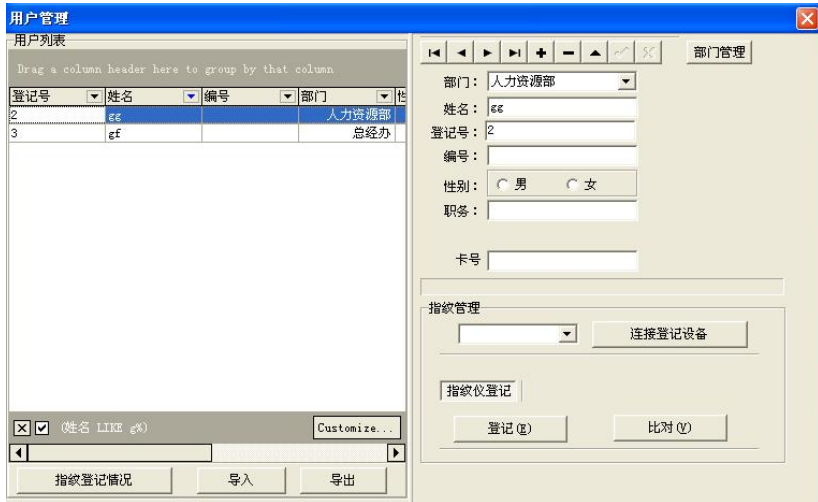 用户管理
用户列表
Drag a column header here to group by that column
登记号 姓名 编号 部门
2 gg 人力资源部
3 gf 总经办
(姓名 LIKE g%)
Customize...
指纹登记情况 导入 导出
部门管理
部门： 人力资源部
姓名： gg
登记号： 2
编号：
性别： 男 女
职务：
卡号
指纹管理
连接登记设备
指纹仪登记
登记(E) 比对(V)